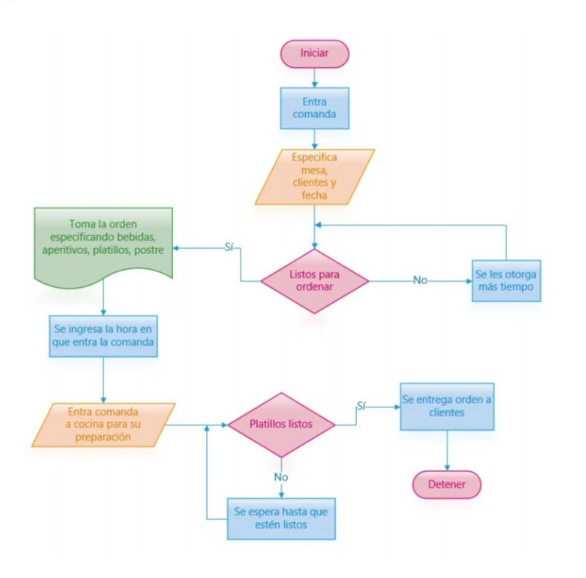 Iniciar
Entra
comanda
Especifica
mesa,
clientes y
fecha
Listos para
ordenar
No
Se les otorga
más tiempo
Sí
Toma la orden
especificando bebidas,
aperitivos, platillos, postre
Se ingresa la hora en
que entra la comanda
Entra comanda
a cocina para su
preparación
Platillos listos
No
Se espera hasta que
estén listos
Sí
Se entrega orden a
clientes
Detener